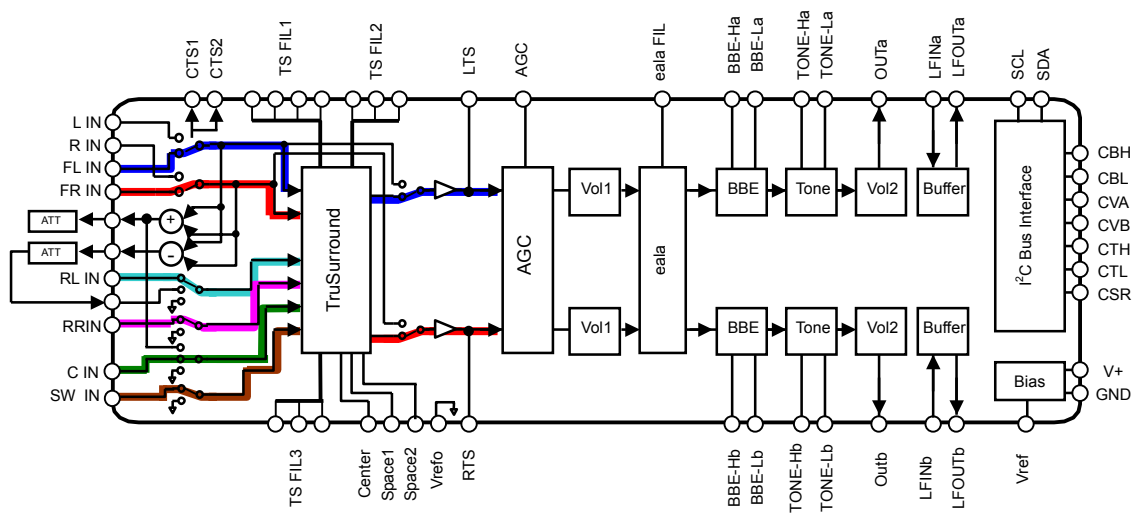 CTS1
CTS2
TS FIL1
TS FIL2
LTS
AGC
eala FIL
BBE-Ha
BBE-La
TONE-Ha
TONE-La
OUTa
LFINa
LFOUTa
SCL
SDA
L IN
R IN
FL IN
FR IN
ATT
+
ATT
−
RL IN
RRIN
C IN
SW IN
TruSurround
AGC
Vol1
Vol1
eala
BBE
Tone
Vol2
Buffer
BBE
Tone
Vol2
Buffer
I2C Bus Interface
Bias
CBH
CBL
CVA
CVB
CTH
CTL
CSR
V+
GND
TS FIL3
Center
Space1
Space2
Vrefo
RTS
BBE-Hb
BBE-Lb
TONE-Hb
TONE-Lb
Outb
LFINb
LFOUTb
Vref